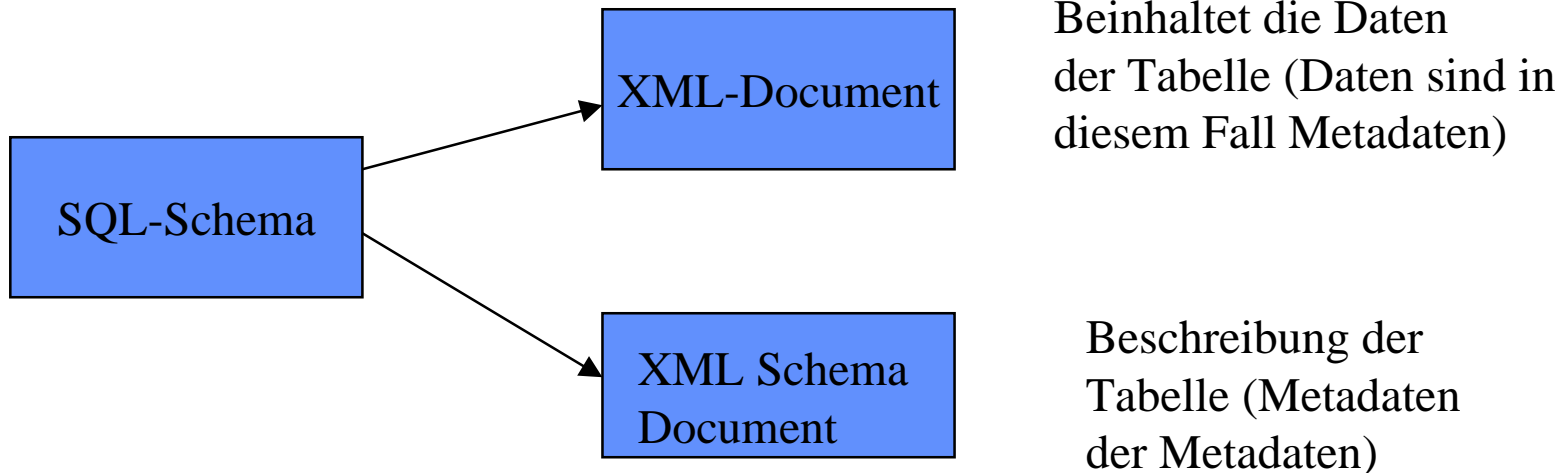 SQL-Schema
XML-Document
Beinhaltet die Daten
der Tabelle (Daten sind in
diesem Fall Metadaten)
XML Schema
Document
Beschreibung der
Tabelle (Metadaten
der Metadaten)